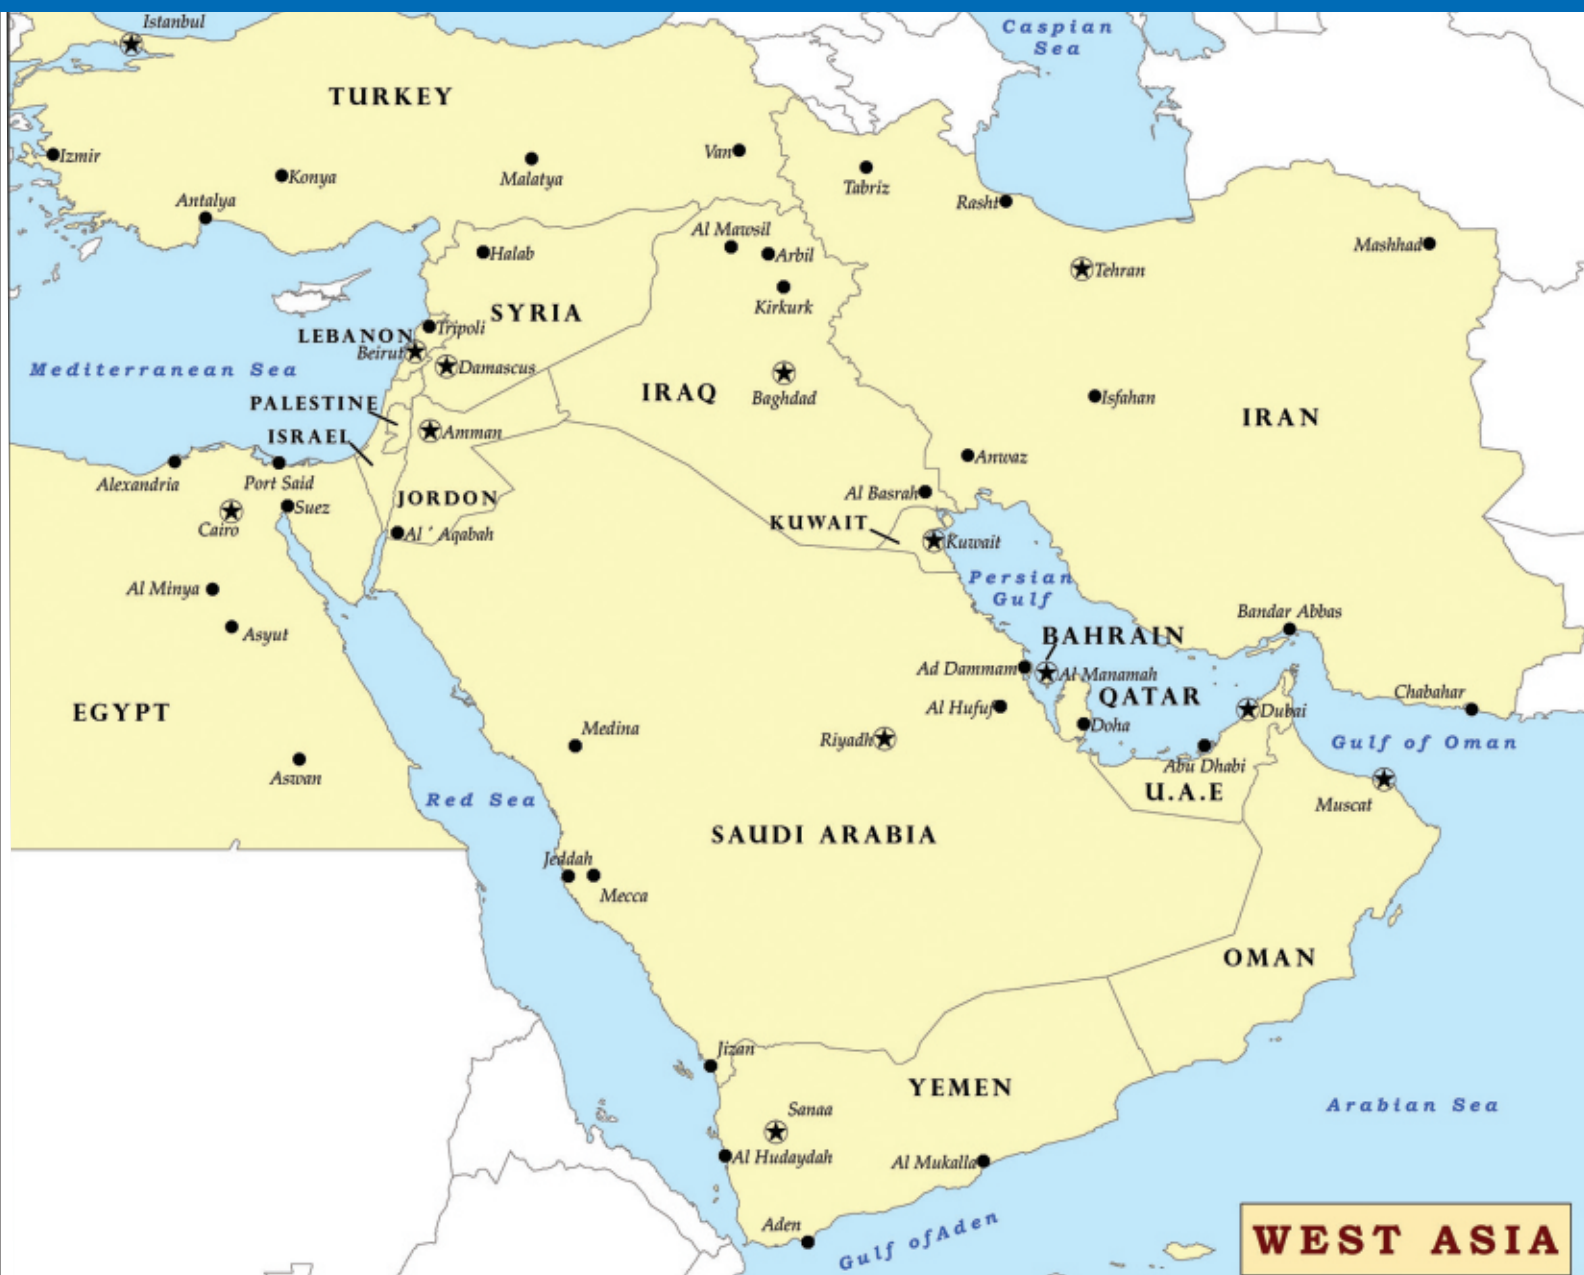 Istanbul
Caspian
Sea
TURKEY
Van
Izmir
Konya
Malatya
Tabriz
Antalya
Rasht
Al Mawsil
Mashhad
Halab
Arbil
Tehran
Kirkurk
SYRIA
Tripoli
LEBANON
Beirut
Damascus
Mediterranean Sea
IRAQ
Baghdad
Isfahan
PALESTINE
IRAN
ISRAEL
Amman
Anwaz
Alexandria
Port Said
JORDON
Al Basrah
Suez
Cairo
Al ' Aqabah
KUWAIT
Kuwait
Persian
Gulf
Al Minya
Bandar Abbas
Asyut
BAHRAIN
Ad Dammam
Al Manamah
Chabahar
QATAR
Al Hufuf
Dubai
EGYPT
Doha
Medina
Riyadh
Gulf of Oman
Abu Dhabi
Aswan
U.A.E
Red Sea
Muscat
SAUDI ARABIA
Jeddah
Mecca
OMAN
Jizan
YEMEN
Sanaa
Arabian Sea
Al Hudaydah
Al Mukalla
Aden
Gulf of Aden
WEST ASIA